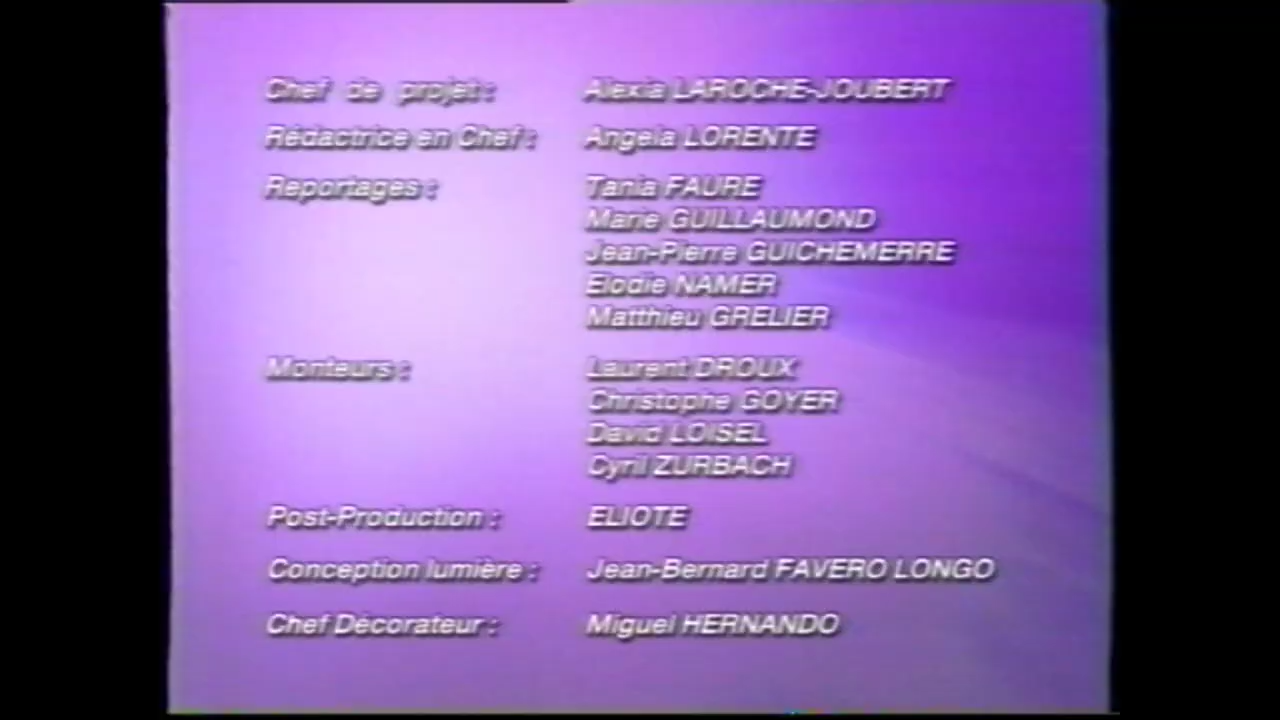 Chef de projet : Alexia LAROCHE-JOUBERT
Rédactrice en Chef : Angela LORENTE
Reportages : Tania FAURE
Marie GUILLAUMOND
Jean-Pierre GUICHEMERRE
Elodie NAMER
Matthieu GRELIER
Monteurs : Laurent DROUX
Christophe GOYER
David LOISEL
Cyril ZURBACH
Post-Production : ELIOTE
Conception lumière : Jean-Bernard FAVERO LONGO
Chef Décorateur : Miguel HERNANDO